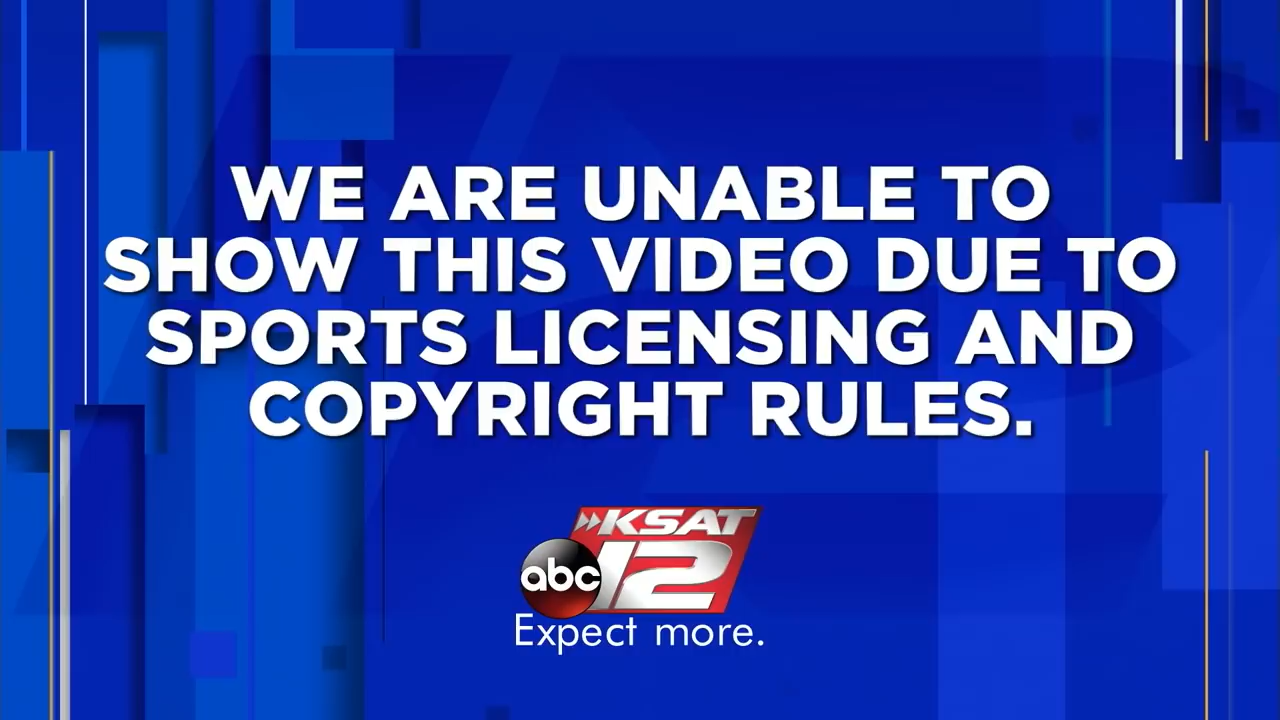 WE ARE UNABLE TO
SHOW THIS VIDEO DUE TO
SPORTS LICENSING AND
COPYRIGHT RULES.
KSAT
abc 12
Expect more.